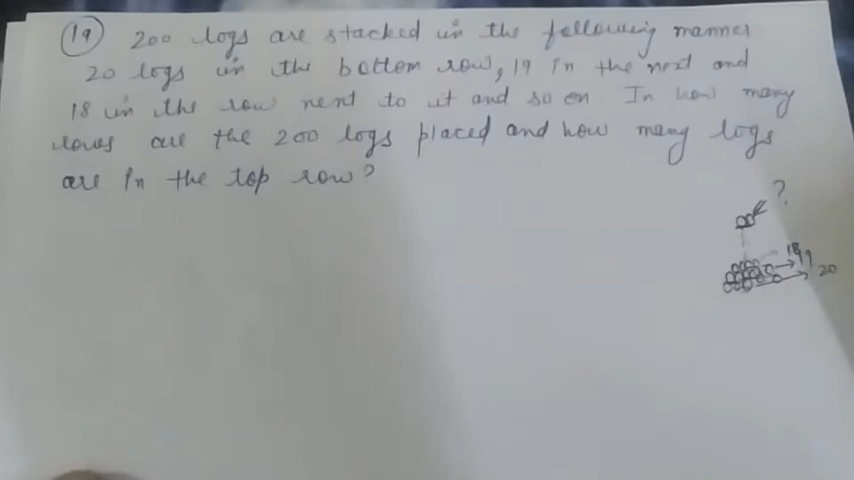 19 200 logs are stacked in the following manner
20 logs in the bottom row, 19 in the next and
18 in the row next to it and so on. In how many
rows are the 200 logs placed and how many logs
are in the top row?
?
18
19
20